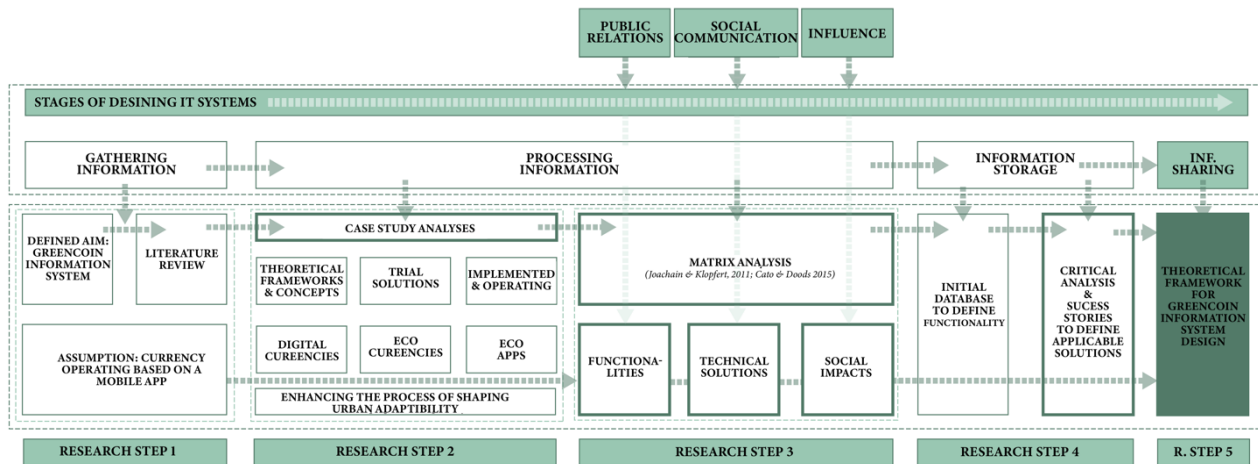 PUBLIC
RELATIONS
SOCIAL
COMMUNICATION
INFLUENCE
STAGES OF DESINING IT SYSTEMS
GATHERING
INFORMATION
PROCESSING
INFORMATION
INFORMATION
STORAGE
INF.
SHARING
DEFINED AIM:
GREENCOIN
INFORMATION
SYSTEM
LITERATURE
REVIEW
ASSUMPTION: CURRENCY
OPERATING BASED ON A
MOBILE APP
CASE STUDY ANALYSES
THEORETICAL
FRAMEWORKS
& CONCEPTS
TRIAL
SOLUTIONS
IMPLEMENTED
& OPERATING
DIGITAL
CUREENCIES
ECO
CUREENCIES
ECO
APPS
ENHANCING THE PROCESS OF SHAPING
URBAN ADAPTIBILITY
MATRIX ANALYSIS
(Joachain & Klopfert, 2011; Cato & Doods 2015)
FUNCTIONA-
LITIES
TECHNICAL
SOLUTIONS
SOCIAL
IMPACTS
INITIAL
DATABASE
TO DEFINE
FUNCTIONALITY
CRITICAL
ANALYSIS
&
SUCESS
STORIES
TO DEFINE
APPLICABLE
SOLUTIONS
THEORETICAL
FRAMEWORK
FOR
GREENCOIN
INFORMATION
SYSTEM
DESIGN
RESEARCH STEP 1
RESEARCH STEP 2
RESEARCH STEP 3
RESEARCH STEP 4
R. STEP 5